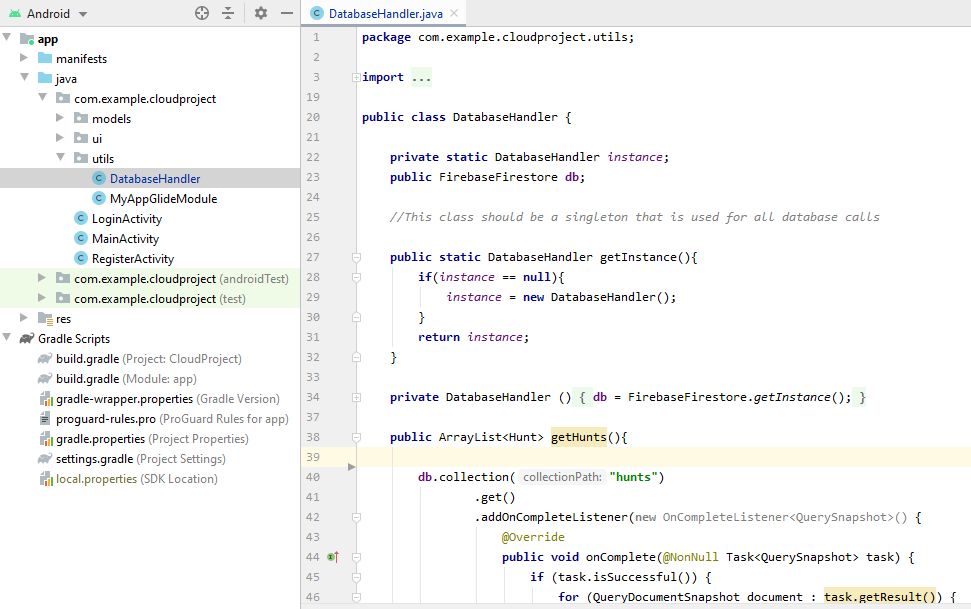 Android
app
manifests
java
com.example.cloudproject
models
ui
utils
DatabaseHandler
MyAppGlideModule
LoginActivity
MainActivity
RegisterActivity
com.example.cloudproject (androidTest)
com.example.cloudproject (test)
res
Gradle Scripts
build.gradle (Project: CloudProject)
build.gradle (Module: app)
gradle-wrapper.properties (Gradle Version)
proguard-rules.pro (ProGuard Rules for app)
gradle.properties (Project Properties)
settings.gradle (Project Settings)
local.properties (SDK Location)
DatabaseHandler.java
1 package com.example.cloudproject.utils;
2
3 import ...
19
20 public class DatabaseHandler {
21
22 private static DatabaseHandler instance;
23 public FirebaseFirestore db;
24
25 //This class should be a singleton that is used for all database calls
26
27 public static DatabaseHandler getInstance(){
28 if(instance == null){
29 instance = new DatabaseHandler();
30 }
31 return instance;
32 }
33
34 private DatabaseHandler () { db = FirebaseFirestore.getInstance(); }
37
38 public ArrayList<Hunt> getHunts(){
39
40 db.collection( collectionPath: "hunts")
41 .get()
42 .addOnCompleteListener(new OnCompleteListener<QuerySnapshot>() {
43 @Override
44 public void onComplete(@NonNull Task<QuerySnapshot> task) {
45 if (task.isSuccessful()) {
46 for (QueryDocumentSnapshot document : task.getResult()) {